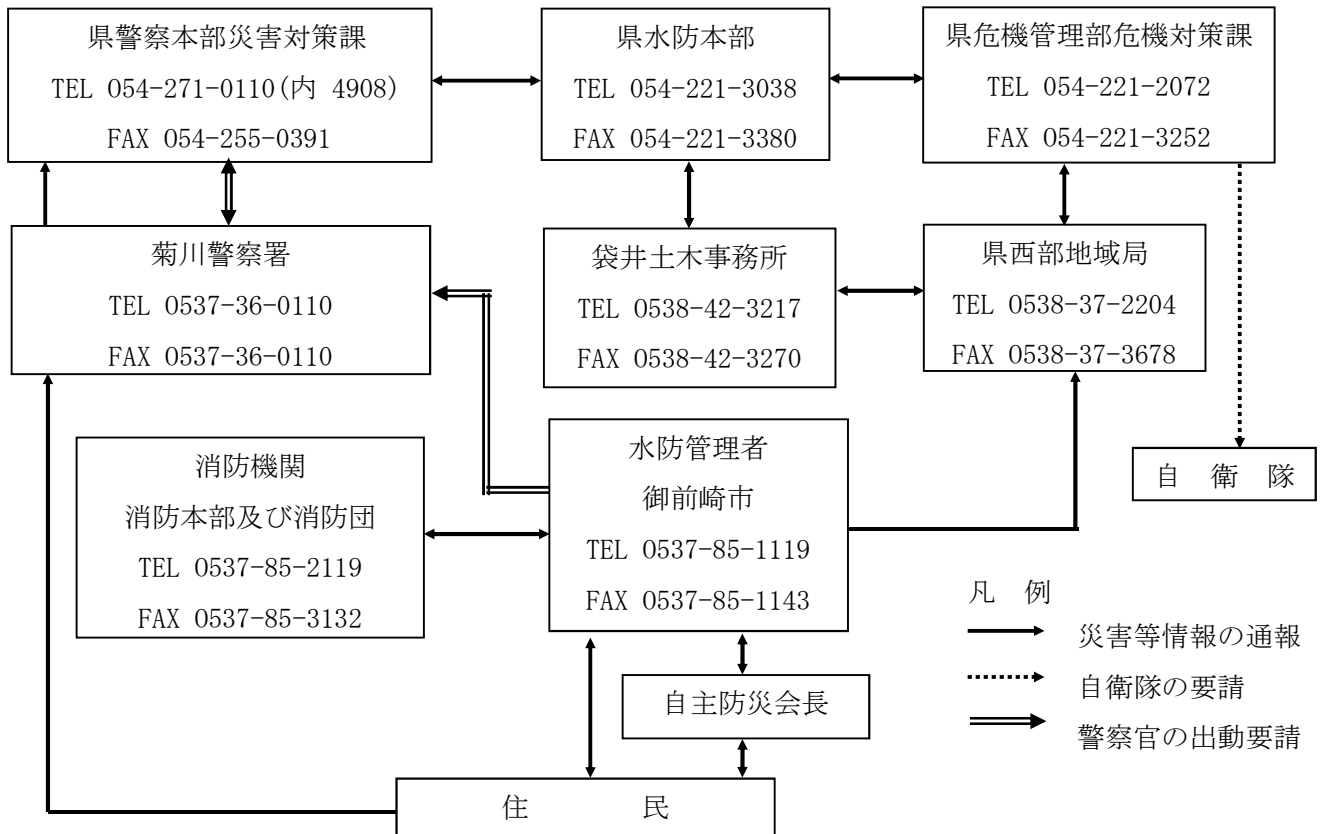 県警察本部災害対策課
TEL 054-271-0110(内 4908)
FAX 054-255-0391
県水防本部
TEL 054-221-3038
FAX 054-221-3380
県危機管理部危機対策課
TEL 054-221-2072
FAX 054-221-3252
菊川警察署
TEL 0537-36-0110
FAX 0537-36-0110
袋井土木事務所
TEL 0538-42-3217
FAX 0538-42-3270
県西部地域局
TEL 0538-37-2204
FAX 0538-37-3678
消防機関
消防本部及び消防団
TEL 0537-85-2119
FAX 0537-85-3132
水防管理者
御前崎市
TEL 0537-85-1119
FAX 0537-85-1143
自 衛 隊
凡 例
災害等情報の通報
自衛隊の要請
警察官の出動要請
自主防災会長
住 民